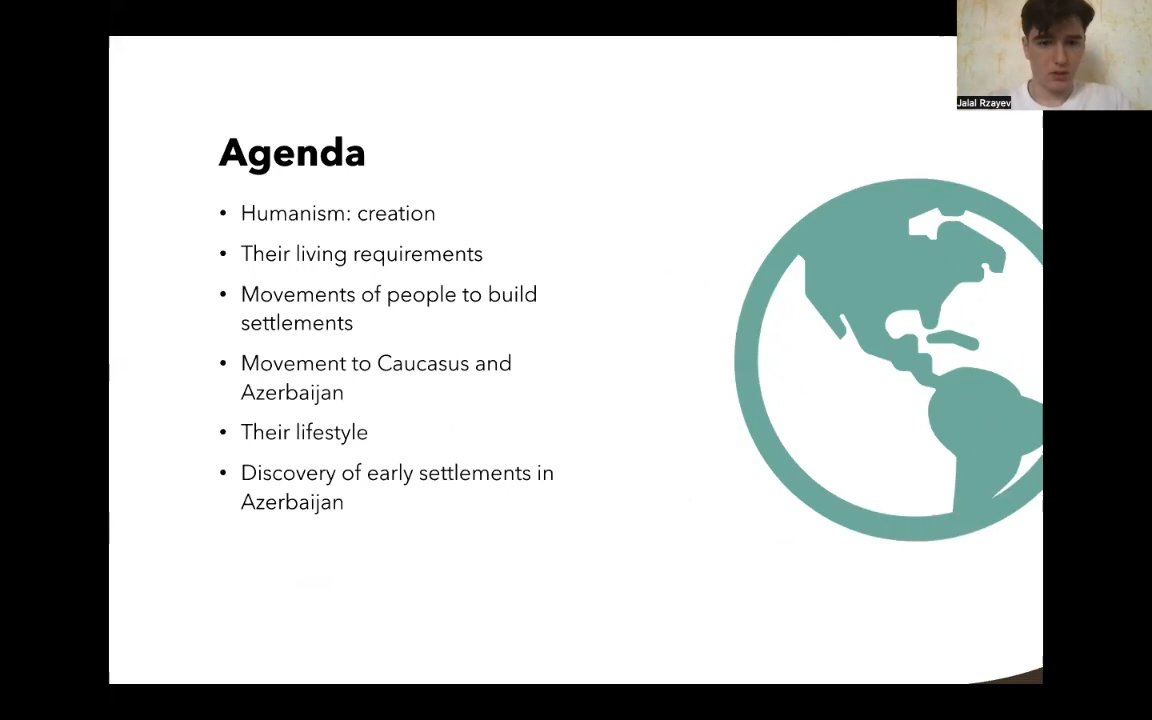 Jalal Rzayev
Agenda
• Humanism: creation
• Their living requirements
• Movements of people to build
settlements
• Movement to Caucasus and
Azerbaijan
• Their lifestyle
• Discovery of early settlements in
Azerbaijan